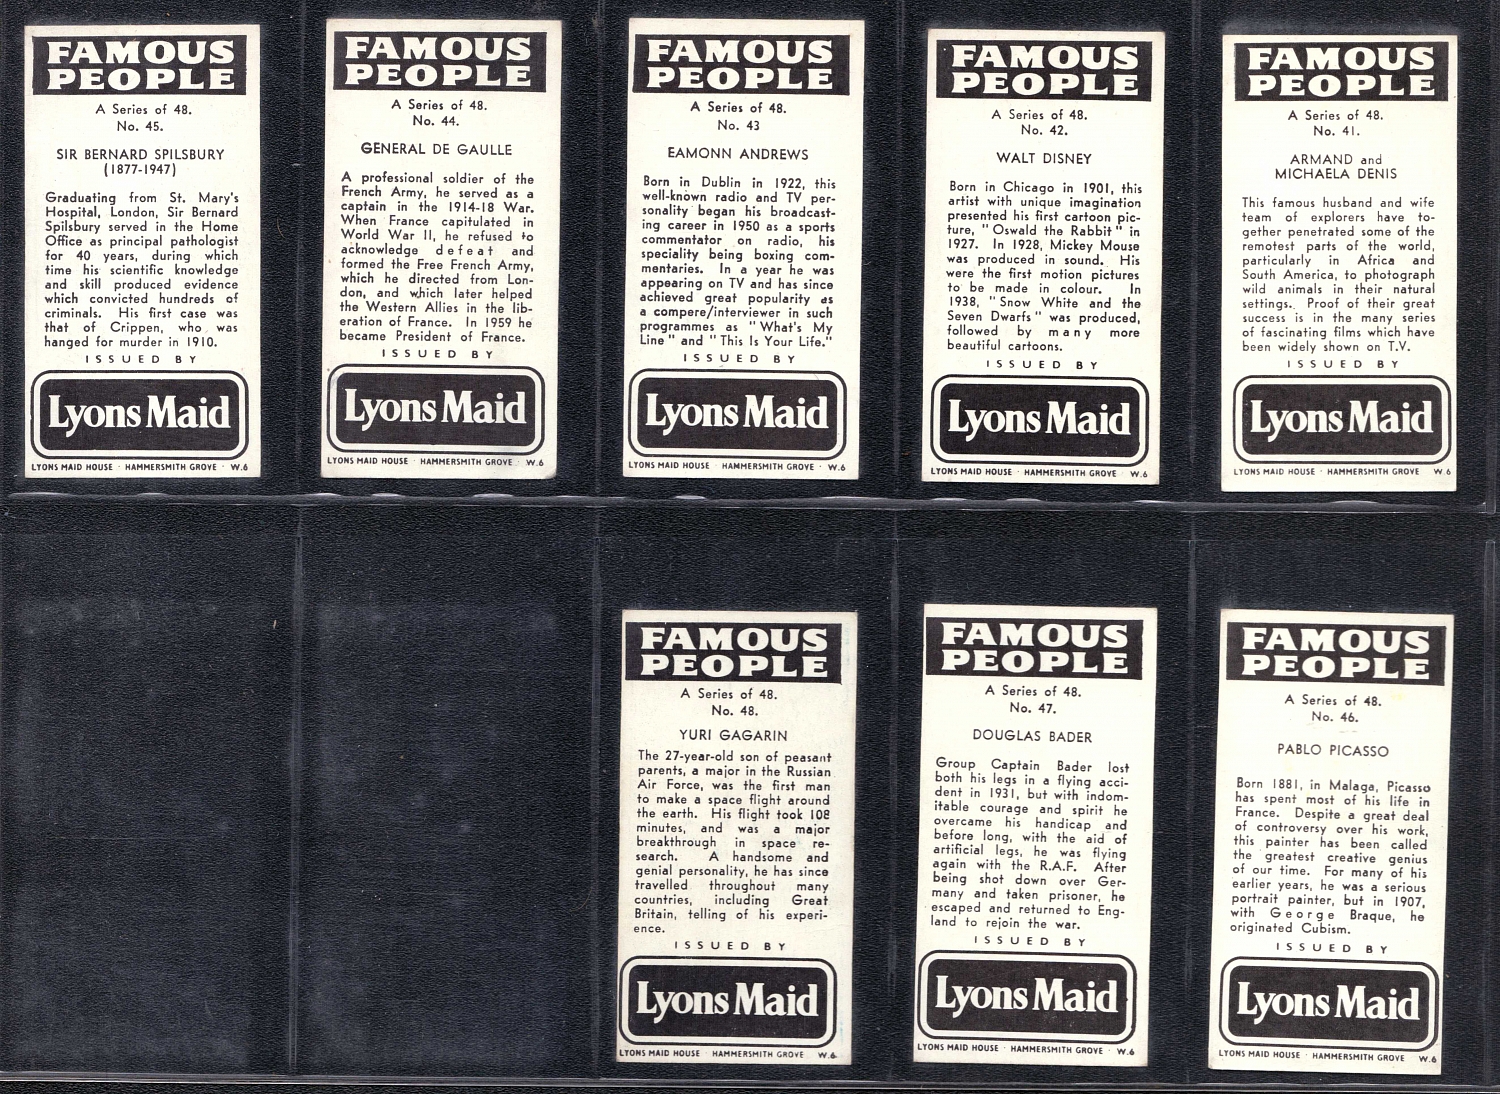 FAMOUS
PEOPLE
A Series of 48.
No. 45.
SIR BERNARD SPILSBURY
(1877-1947)
Graduating from St. Mary's
Hospital, London, Sir Bernard
Spilsbury served in the Home
Office as principal pathologist
for 40 years, during which
time his scientific knowledge
and skill produced evidence
which convicted hundreds of
criminals. His first case was
that of Crippen, who was
hanged for murder in 1910.
ISSUED BY
Lyons Maid
LYONS MAID HOUSE · HAMMERSMITH GROVE · W.6
FAMOUS
PEOPLE
A Series of 48.
No. 44.
GENERAL DE GAULLE
A professional soldier of the
French Army, he served as a
captain in the 1914-18 War.
When France capitulated in
World War II, he refused to
acknowledge defeat and
formed the Free French Army,
which he directed from Lon-
don, and which later helped
the Western Allies in the lib-
eration of France. In 1959 he
became President of France.
ISSUED BY
Lyons Maid
LYONS MAID HOUSE · HAMMERSMITH GROVE · W.6
FAMOUS
PEOPLE
A Series of 48.
No. 43
EAMONN ANDREWS
Born in Dublin in 1922, this
well-known radio and TV per-
sonality began his broadcast-
ing career in 1950 as a sports
commentator on radio, his
speciality being boxing com-
mentaries. In a year he was
appearing on TV and has since
achieved great popularity as
a compere/interviewer in such
programmes as "What's My
Line" and "This Is Your Life."
ISSUED BY
Lyons Maid
LYONS MAID HOUSE · HAMMERSMITH GROVE · W.6
FAMOUS
PEOPLE
A Series of 48.
No. 42.
WALT DISNEY
Born in Chicago in 1901, this
artist with unique imagination
presented his first cartoon pic-
ture, "Oswald the Rabbit" in
1927. In 1928, Mickey Mouse
was produced in sound. His
were the first motion pictures
to be made in colour. In
1938, "Snow White and the
Seven Dwarfs" was produced,
followed by many more
beautiful cartoons.
ISSUED BY
Lyons Maid
LYONS MAID HOUSE · HAMMERSMITH GROVE · W.6
FAMOUS
PEOPLE
A Series of 48.
No. 41.
ARMAND and
MICHAELA DENIS
This famous husband and wife
team of explorers have to-
gether penetrated some of the
remotest parts of the world,
particularly in Africa and
South America, to photograph
wild animals in their natural
settings. Proof of their great
success is in the many series
of fascinating films which have
been widely shown on T.V.
ISSUED BY
Lyons Maid
LYONS MAID HOUSE · HAMMERSMITH GROVE W.6
FAMOUS
PEOPLE
A Series of 48.
No. 48.
YURI GAGARIN
The 27-year-old son of peasant
parents, a major in the Russian
Air Force, was the first man
to make a space flight around
the earth. His flight took 108
minutes, and was a major
breakthrough in space re-
search. A handsome and
genial personality, he has since
travelled throughout many
countries, including Great
Britain, telling of his experi-
ence.
ISSUED BY
Lyons Maid
LYONS MAID HOUSE · HAMMERSMITH GROVE W.6
FAMOUS
PEOPLE
A Series of 48.
No. 47.
DOUGLAS BADER
Group Captain Bader lost
both his legs in a flying acci-
dent in 1931, but with indom-
itable courage and spirit he
overcame his handicap and
before long, with the aid of
artificial legs, he was flying
again with the R.A.F. After
being shot down over Ger-
many and taken prisoner, he
escaped and returned to Eng-
land to rejoin the war.
ISSUED BY
Lyons Maid
LYONS MAID HOUSE · HAMMERSMITH GROVE · W.6
FAMOUS
PEOPLE
A Series of 48.
No. 46.
PABLO PICASSO
Born 1881, in Malaga, Picasso
has spent most of his life in
France. Despite a great deal
of controversy over his work,
this painter has been called
the greatest creative genius
of our time. For many of his
earlier years, he was a serious
portrait painter, but in 1907,
with George Braque, he
originated Cubism.
ISSUED BY
Lyons Maid
LYONS MAID HOUSE · HAMMERSMITH GROVE · W.6